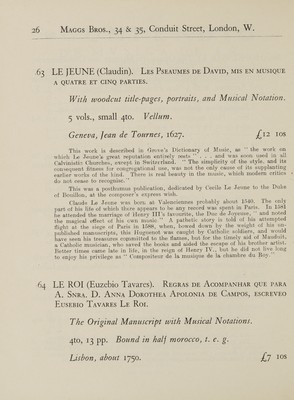 26 Maggs Bros., 34 & 35, Conduit Street, London, W.
63 LE JEUNE (Claudin). Les Pseaumes de David, mis en musique
a quatre et cinq parties.
With woodcut title-pages, portraits, and Musical Notation.
5 vols., small 4to. Vellum.
Geneva, Jean de Tournes, 1627. £12 10s
This work is described in Grove's Dictionary of Music, as " the work on
which Le Jeune's great reputation entirely rests " . . . and was soon used in all
Calvinistic Churches, except in Switzerland. " The simplicity of the style, and its
consequent fitness for congregational use, was not the only cause of its supplanting
earlier works of the kind. There is real beauty in the music, which modern critics
do not cease to recognise.
This was a posthumous publication, dedicated by Cecile Le Jeune to the Duke
of Bouillon, at the composer's express wish.
Claude Le Jeune was born at Valenciennes probably about 1540. The only
part of his life of which there appears to be any record was spent in Paris. In 1581
he attended the marriage of Henry III's favourite, the Duc de Joyeuse, " and noted
the magical effect of his own music. " A pathetic story is told of his attempted
flight at the siege of Paris in 1588, when, bowed down by the weight of his un-
published manuscripts, this Huguenot was caught by Catholic soldiers, and would
have seen his treasures committed to the flames, but for the timely aid of Mauduit,
a Catholic musician, who saved the books and aided the escape of his brother artist.
Better times came late in life, in the reign of Henry IV., but he did not live long
to enjoy his privilege as " Compositeur de la musique de la chambre du Roy."
64 LE ROI (Euzebio Tavares). Regras de Acompanhar que para
A. Snra. D. Anna Dorothea Apolonia de Campos, escreveo
Eusebio Tavares Le Roi.
The Original Manuscript with Musical Notations.
4to, 13 pp. Bound in half morocco, t. e. g.
Lisbon, about 1750. £7 10s